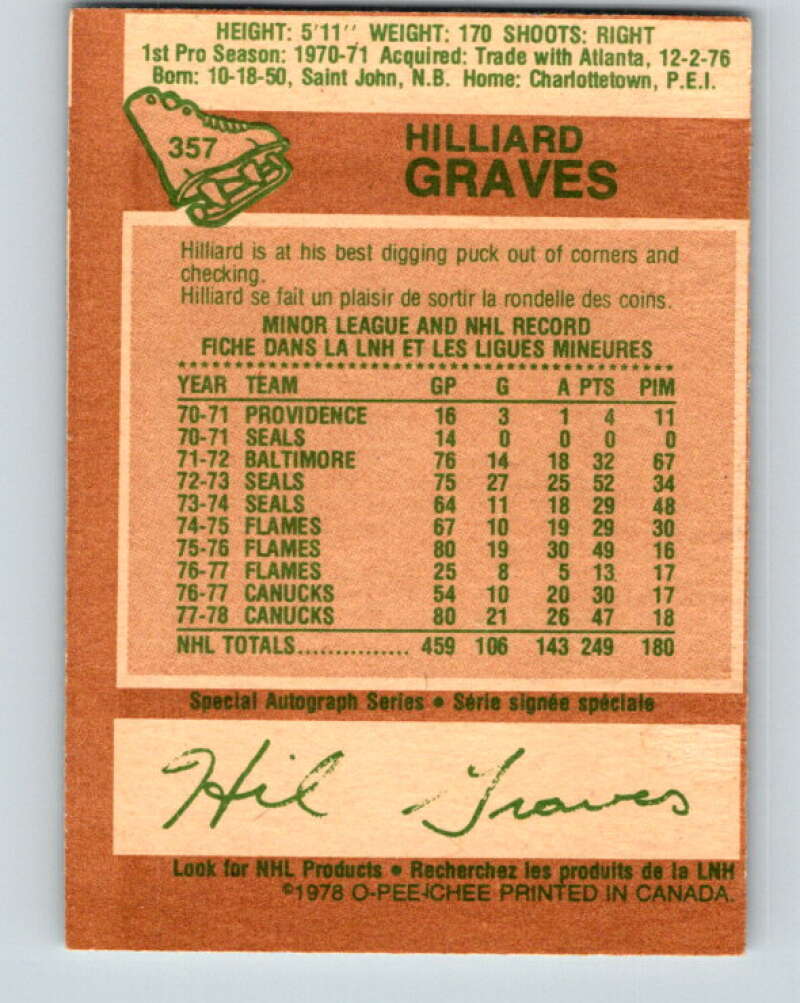 HEIGHT: 5'11'' WEIGHT: 170 SHOOTS: RIGHT
1st Pro Season: 1970-71 Acquired: Trade with Atlanta, 12-2-76
Born: 10-18-50, Saint John, N.B. Home: Charlottetown, P.E.I.
357
HILLIARD
GRAVES
Hilliard is at his best digging puck out of corners and
checking.
Hilliard se fait un plaisir de sortir la rondelle des coins.
MINOR LEAGUE AND NHL RECORD
FICHE DANS LA LNH ET LES LIGUES MINEURES
YEAR TEAM GP G A PTS PIM
70-71 PROVIDENCE 16 3 1 4 11
70-71 SEALS 14 0 0 0 0
71-72 BALTIMORE 76 14 18 32 67
72-73 SEALS 75 27 25 52 34
73-74 SEALS 64 11 18 29 48
74-75 FLAMES 67 10 19 29 30
75-76 FLAMES 80 19 30 49 16
76-77 FLAMES 25 8 5 13 17
76-77 CANUCKS 54 10 20 30 17
77-78 CANUCKS 80 21 26 47 18
NHL TOTALS............... 459 106 143 249 180
Special Autograph Series • Série signée spéciale
Hil Graves
Look for NHL Products • Recherchez les produits de la LNH
©1978 O-PEE-CHEE PRINTED IN CANADA.